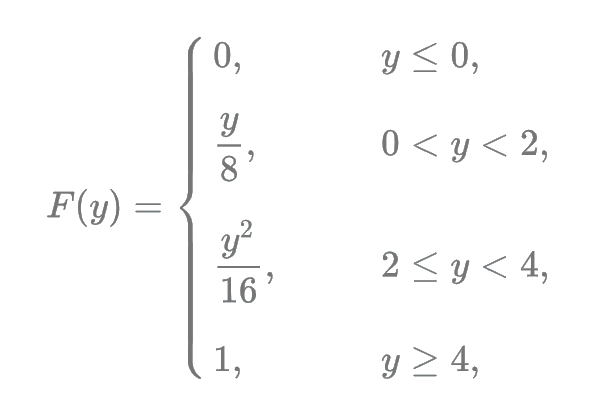 F(y) = { 0, y ≤ 0,
y/8, 0 < y < 2,
y²/16, 2 ≤ y < 4,
1, y ≥ 4,